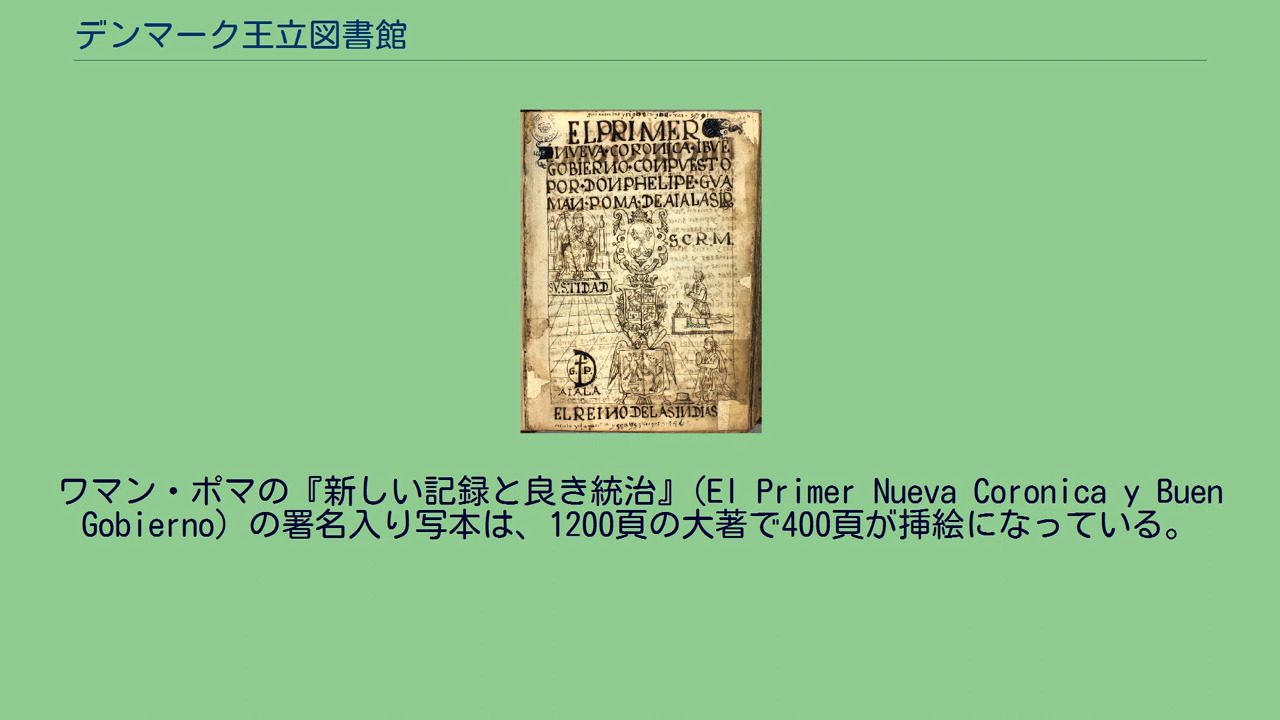 デンマーク王立図書館
EL PRIMER
NVEVA·CORONICA·IBVE
GOBIERNO·CONPVESTO
POR·DON PHELIPE·GVA
MAN·POMA·DE AIALA
S.C.R.M.
G. P.
AIALA
EL REINO DE LAS INDIAS
ワマン・ポマの『新しい記録と良き統治』(El Primer Nueva Coronica y Buen
Gobierno) の署名入り写本は、1200頁の大著で400頁が挿絵になっている。